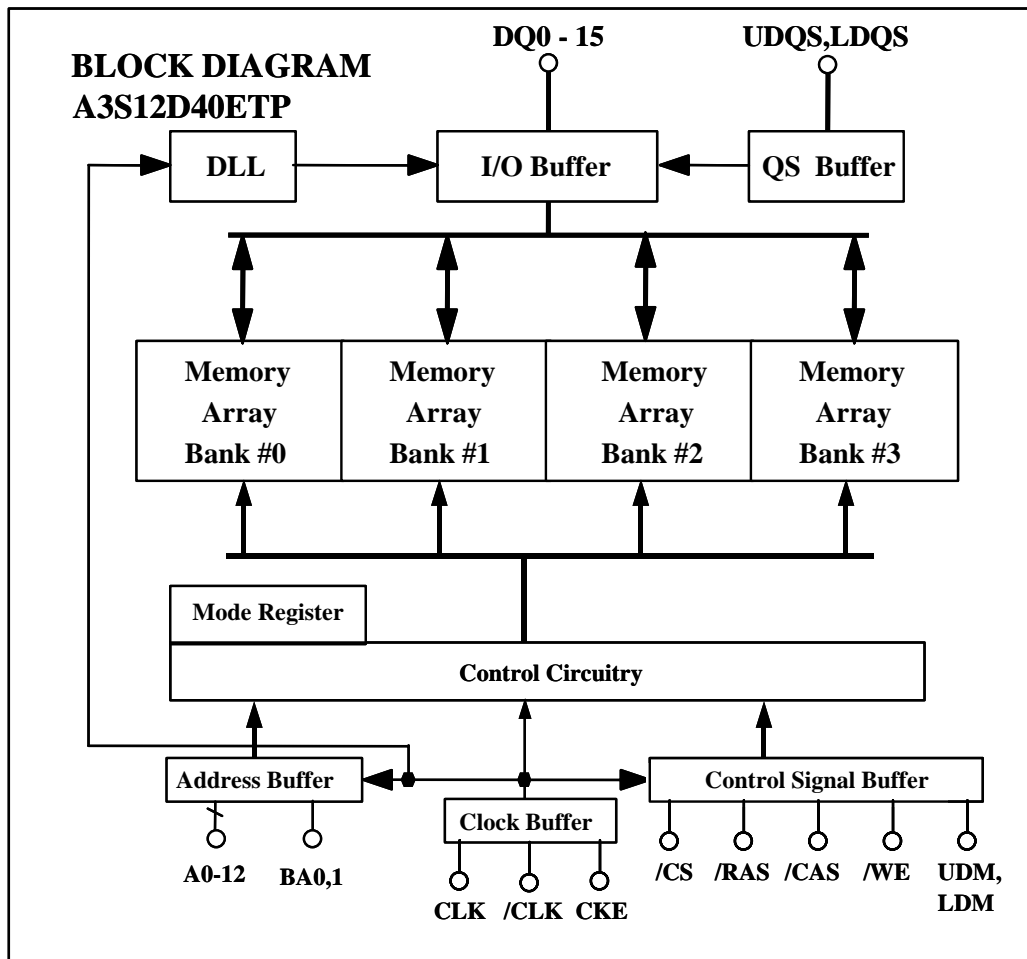 DQ0 - 15
UDQS,LDQS
BLOCK DIAGRAM
A3S12D40ETP
DLL
I/O Buffer
QS Buffer
Memory
Array
Bank #0
Memory
Array
Bank #1
Memory
Array
Bank #2
Memory
Array
Bank #3
Mode Register
Control Circuitry
Address Buffer
Clock Buffer
Control Signal Buffer
A0-12
BA0,1
CLK
/CLK
CKE
/CS
/RAS
/CAS
/WE
UDM,
LDM